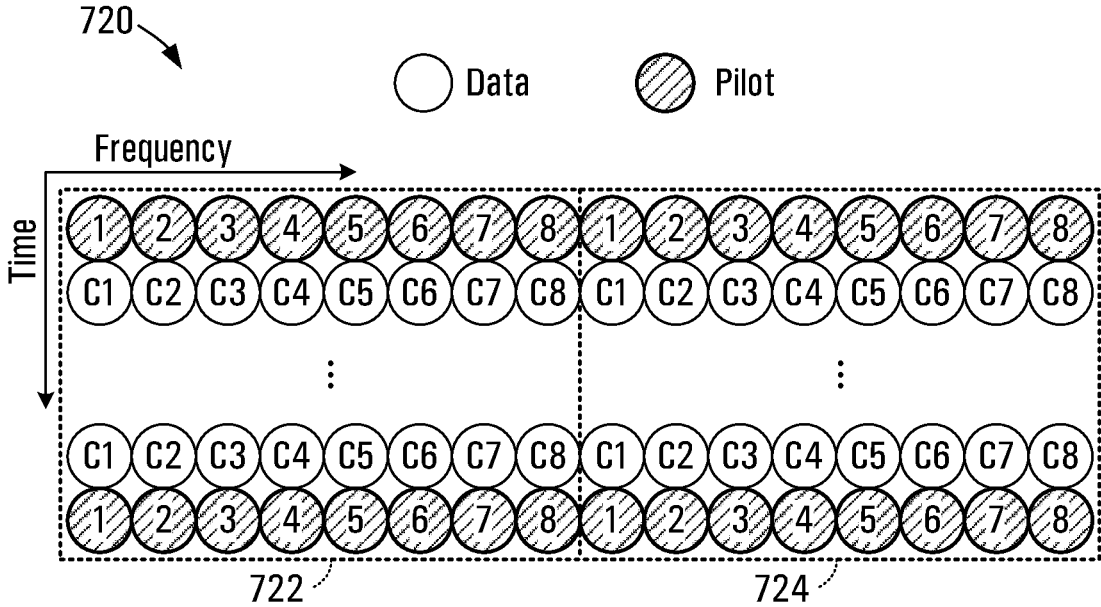 720
Data Pilot
Frequency
Time
1 2 3 4 5 6 7 8 1 2 3 4 5 6 7 8
C1 C2 C3 C4 C5 C6 C7 C8 C1 C2 C3 C4 C5 C6 C7 C8
⋮ ⋮
C1 C2 C3 C4 C5 C6 C7 C8 C1 C2 C3 C4 C5 C6 C7 C8
1 2 3 4 5 6 7 8 1 2 3 4 5 6 7 8
722 724